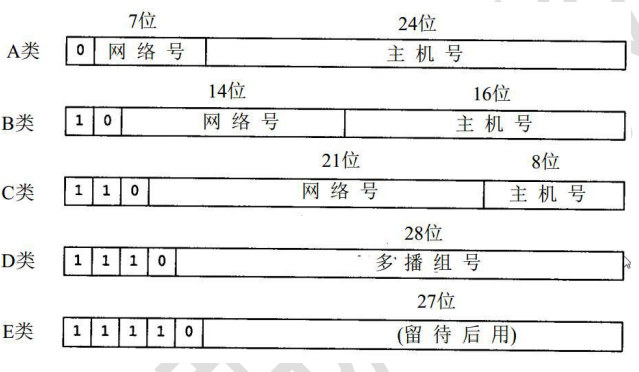 7位 24位
A类 0 网络号 主机号
14位 16位
B类 1 0 网络号 主机号
21位 8位
C类 1 1 0 网络号 主机号
28位
D类 1 1 1 0 多播组号
27位
E类 1 1 1 1 0 (留待后用)